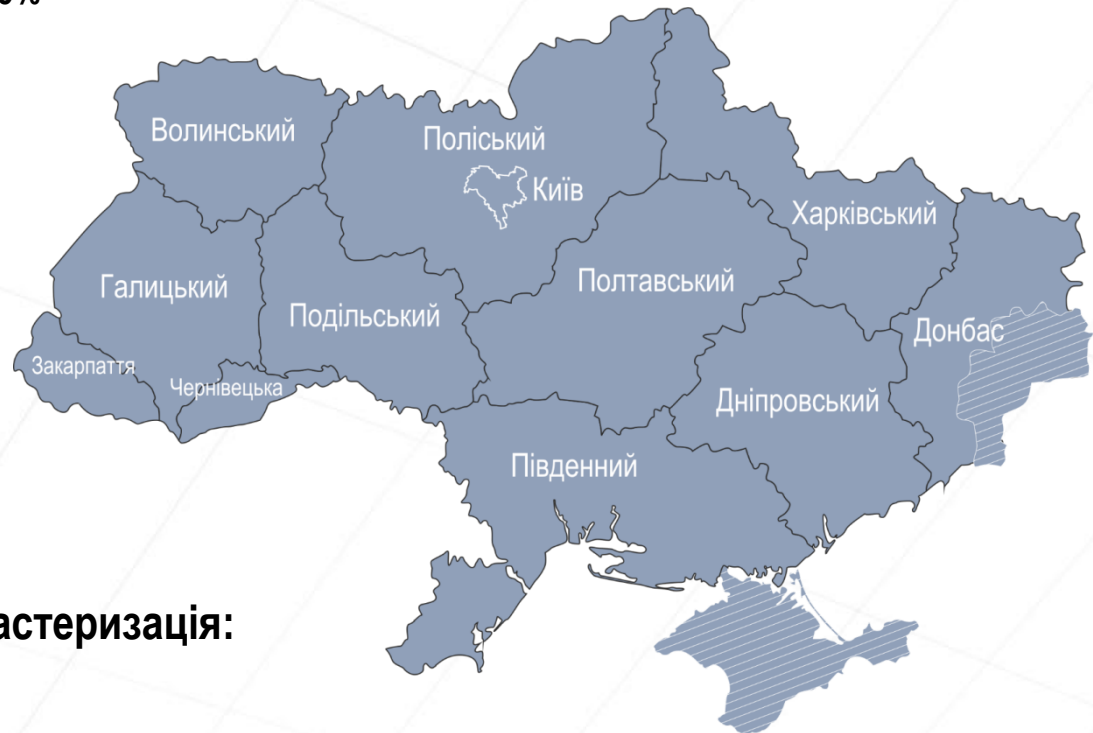 Волинський
Поліський
Київ
Харківський
Галицький
Полтавський
Подільський
Донбас
Закарпаття
Чернівецька
Дніпровський
Південний
астеризація: